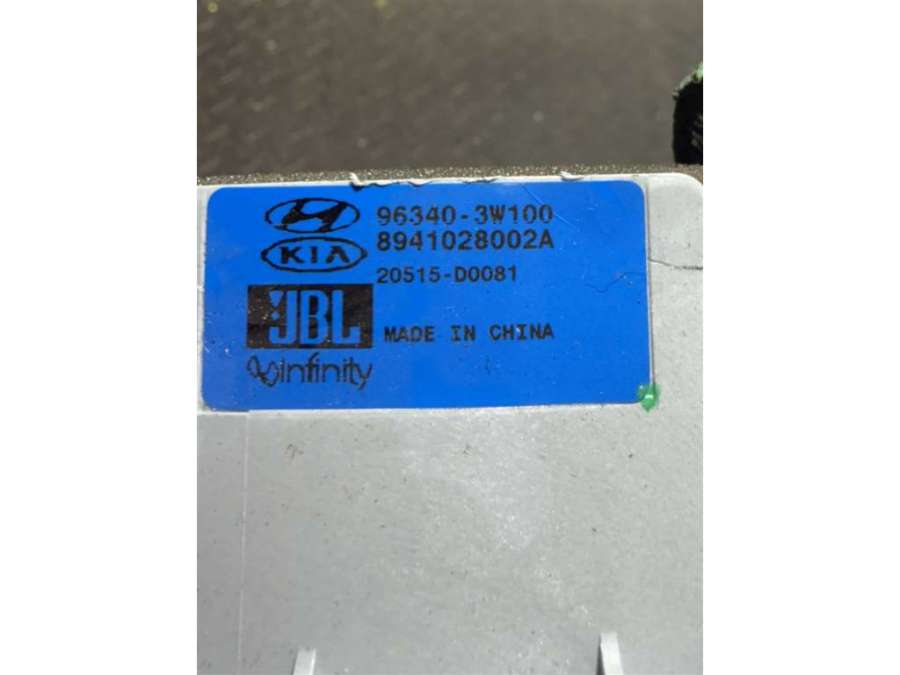 96340-3W100
KIA
8941028002A
20515-D0081
JBL
MADE IN CHINA
infinity